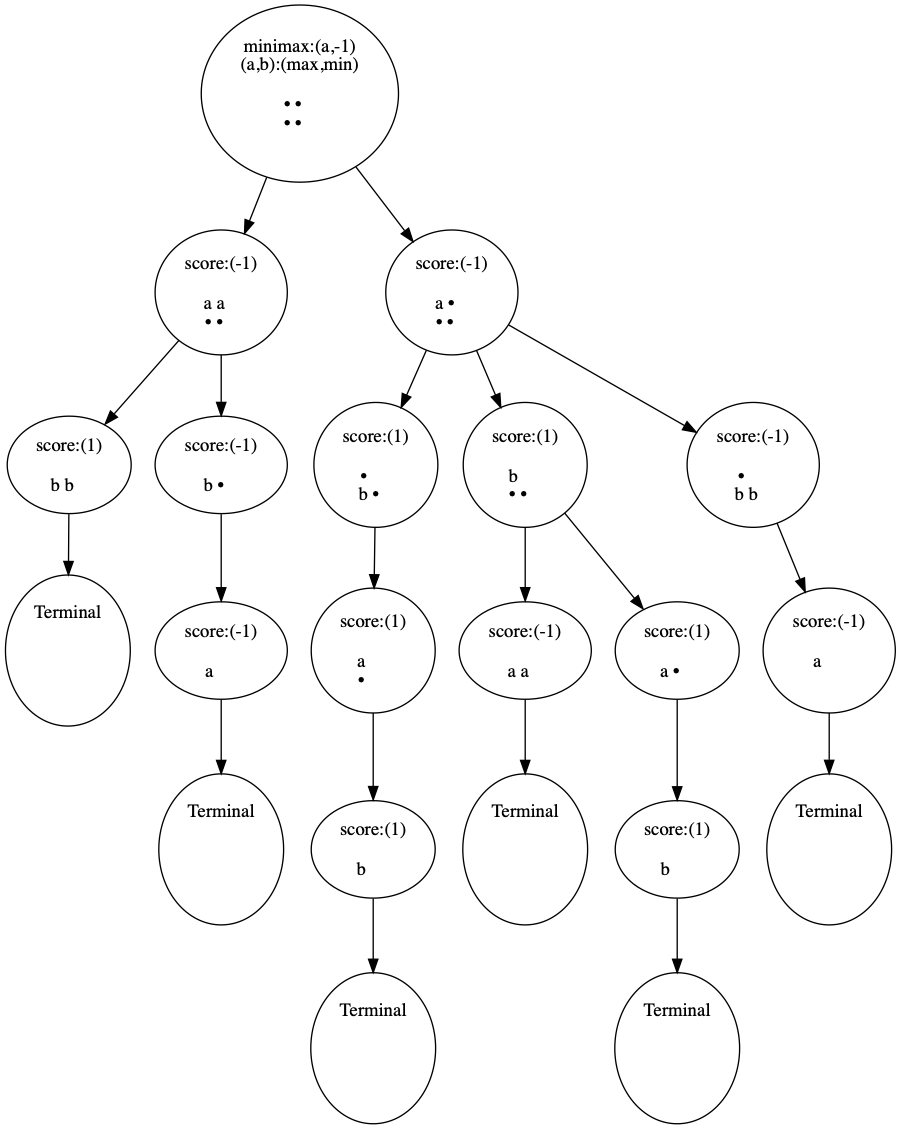 minimax:(a,-1)
(a,b):(max,min)
••
••
score:(-1)
a a
••
score:(-1)
a •
••
score:(1)
b b
score:(-1)
b •
score:(1)
•
b •
score:(1)
b
••
score:(-1)
•
b b
Terminal
score:(-1)
a
score:(1)
a
•
score:(-1)
a a
score:(1)
a •
score:(-1)
a
Terminal
score:(1)
b
Terminal
score:(1)
b
Terminal
Terminal
Terminal